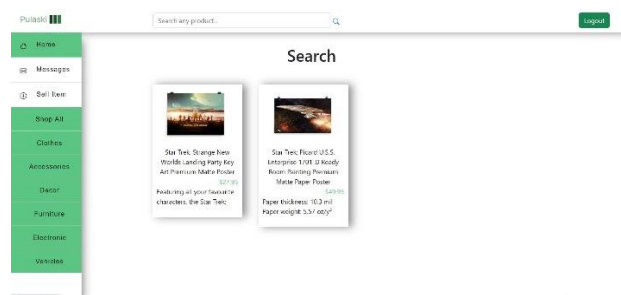 Pulaski
Search any product..
Logout
Home
Messages
Sell Item
Shop All
Clothes
Accessories
Decor
Furniture
Electronic
Vehicles
Search
Star Trek: Strange New
Worlds Landing Party Key
Art Premium Matte Poster
$27.95
Featuring all your favourite
characters, the Star Trek:
Star Trek: Picard U.S.S.
Enterprise 1701-D Ready
Room Painting Premium
Matte Paper Poster
$49.95
Paper thickness: 10.3 mil
Paper weight: 5.57 oz/y²